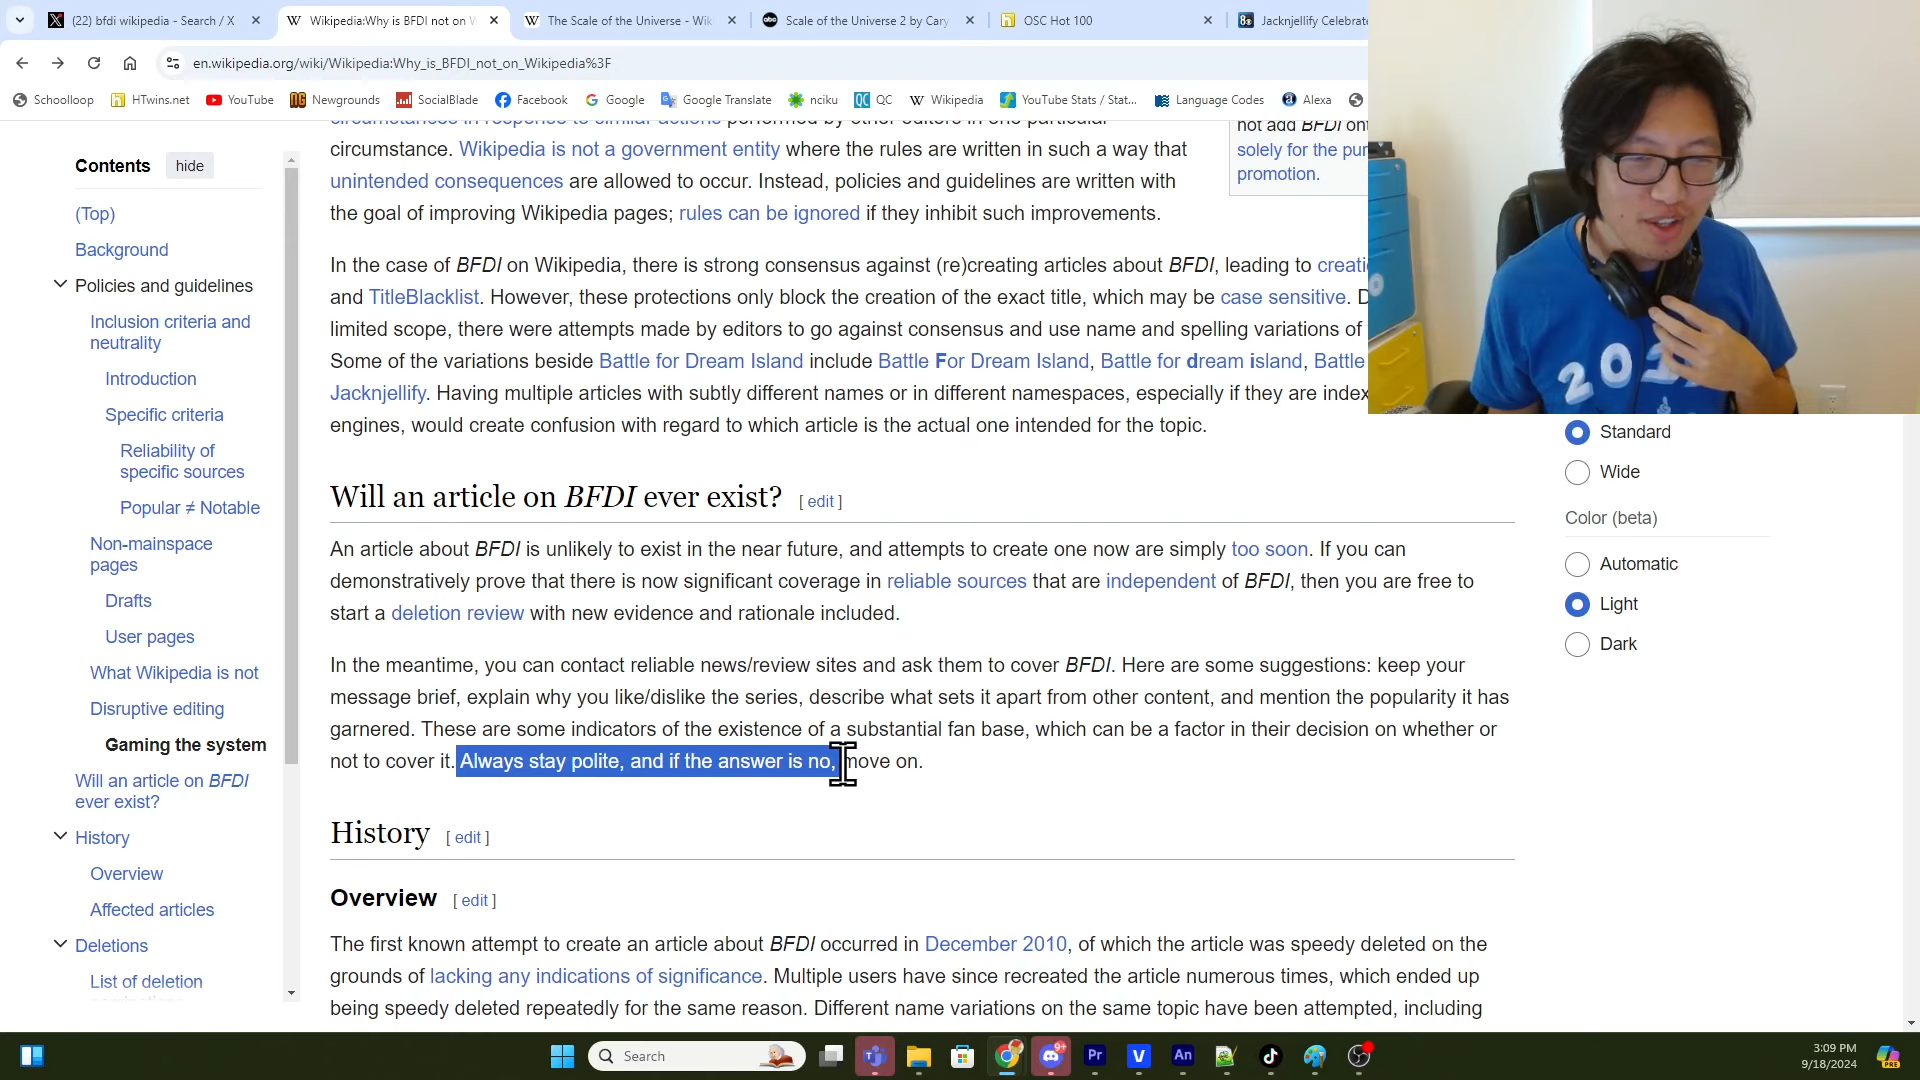 (22) bfdi wikipedia - Search / X
Wikipedia:Why is BFDI not on W
The Scale of the Universe - Wik
Scale of the Universe 2 by Cary
OSC Hot 100
Jacknjellify Celebrate
en.wikipedia.org/wiki/Wikipedia:Why_is_BFDI_not_on_Wikipedia%3F
Schoolloop
HTwins.net
YouTube
Newgrounds
SocialBlade
Facebook
Google
Google Translate
nciku
QC
Wikipedia
YouTube Stats / Stat...
Language Codes
Alexa
Contents
hide
(Top)
Background
Policies and guidelines
Inclusion criteria and
neutrality
Introduction
Specific criteria
Reliability of
specific sources
Popular ≠ Notable
Non-mainspace
pages
Drafts
User pages
What Wikipedia is not
Disruptive editing
Gaming the system
Will an article on BFDI
ever exist?
History
Overview
Affected articles
Deletions
List of deletion
circumstances in response to similar actions performed by other editors in one particular
circumstance. Wikipedia is not a government entity where the rules are written in such a way that
unintended consequences are allowed to occur. Instead, policies and guidelines are written with
the goal of improving Wikipedia pages; rules can be ignored if they inhibit such improvements.
not add BFDI ont
solely for the pur
promotion.
In the case of BFDI on Wikipedia, there is strong consensus against (re)creating articles about BFDI, leading to creati
and TitleBlacklist. However, these protections only block the creation of the exact title, which may be case sensitive. D
limited scope, there were attempts made by editors to go against consensus and use name and spelling variations of
Some of the variations beside Battle for Dream Island include Battle For Dream Island, Battle for dream island, Battle
Jacknjellify. Having multiple articles with subtly different names or in different namespaces, especially if they are index
engines, would create confusion with regard to which article is the actual one intended for the topic.
Will an article on BFDI ever exist? [ edit ]
An article about BFDI is unlikely to exist in the near future, and attempts to create one now are simply too soon. If you can
demonstratively prove that there is now significant coverage in reliable sources that are independent of BFDI, then you are free to
start a deletion review with new evidence and rationale included.
In the meantime, you can contact reliable news/review sites and ask them to cover BFDI. Here are some suggestions: keep your
message brief, explain why you like/dislike the series, describe what sets it apart from other content, and mention the popularity it has
garnered. These are some indicators of the existence of a substantial fan base, which can be a factor in their decision on whether or
not to cover it. Always stay polite, and if the answer is no, move on.
History [ edit ]
Overview [ edit ]
The first known attempt to create an article about BFDI occurred in December 2010, of which the article was speedy deleted on the
grounds of lacking any indications of significance. Multiple users have since recreated the article numerous times, which ended up
being speedy deleted repeatedly for the same reason. Different name variations on the same topic have been attempted, including
Standard
Wide
Color (beta)
Automatic
Light
Dark
Search
9+
Pr
V
An
PRE
3:09 PM
9/18/2024